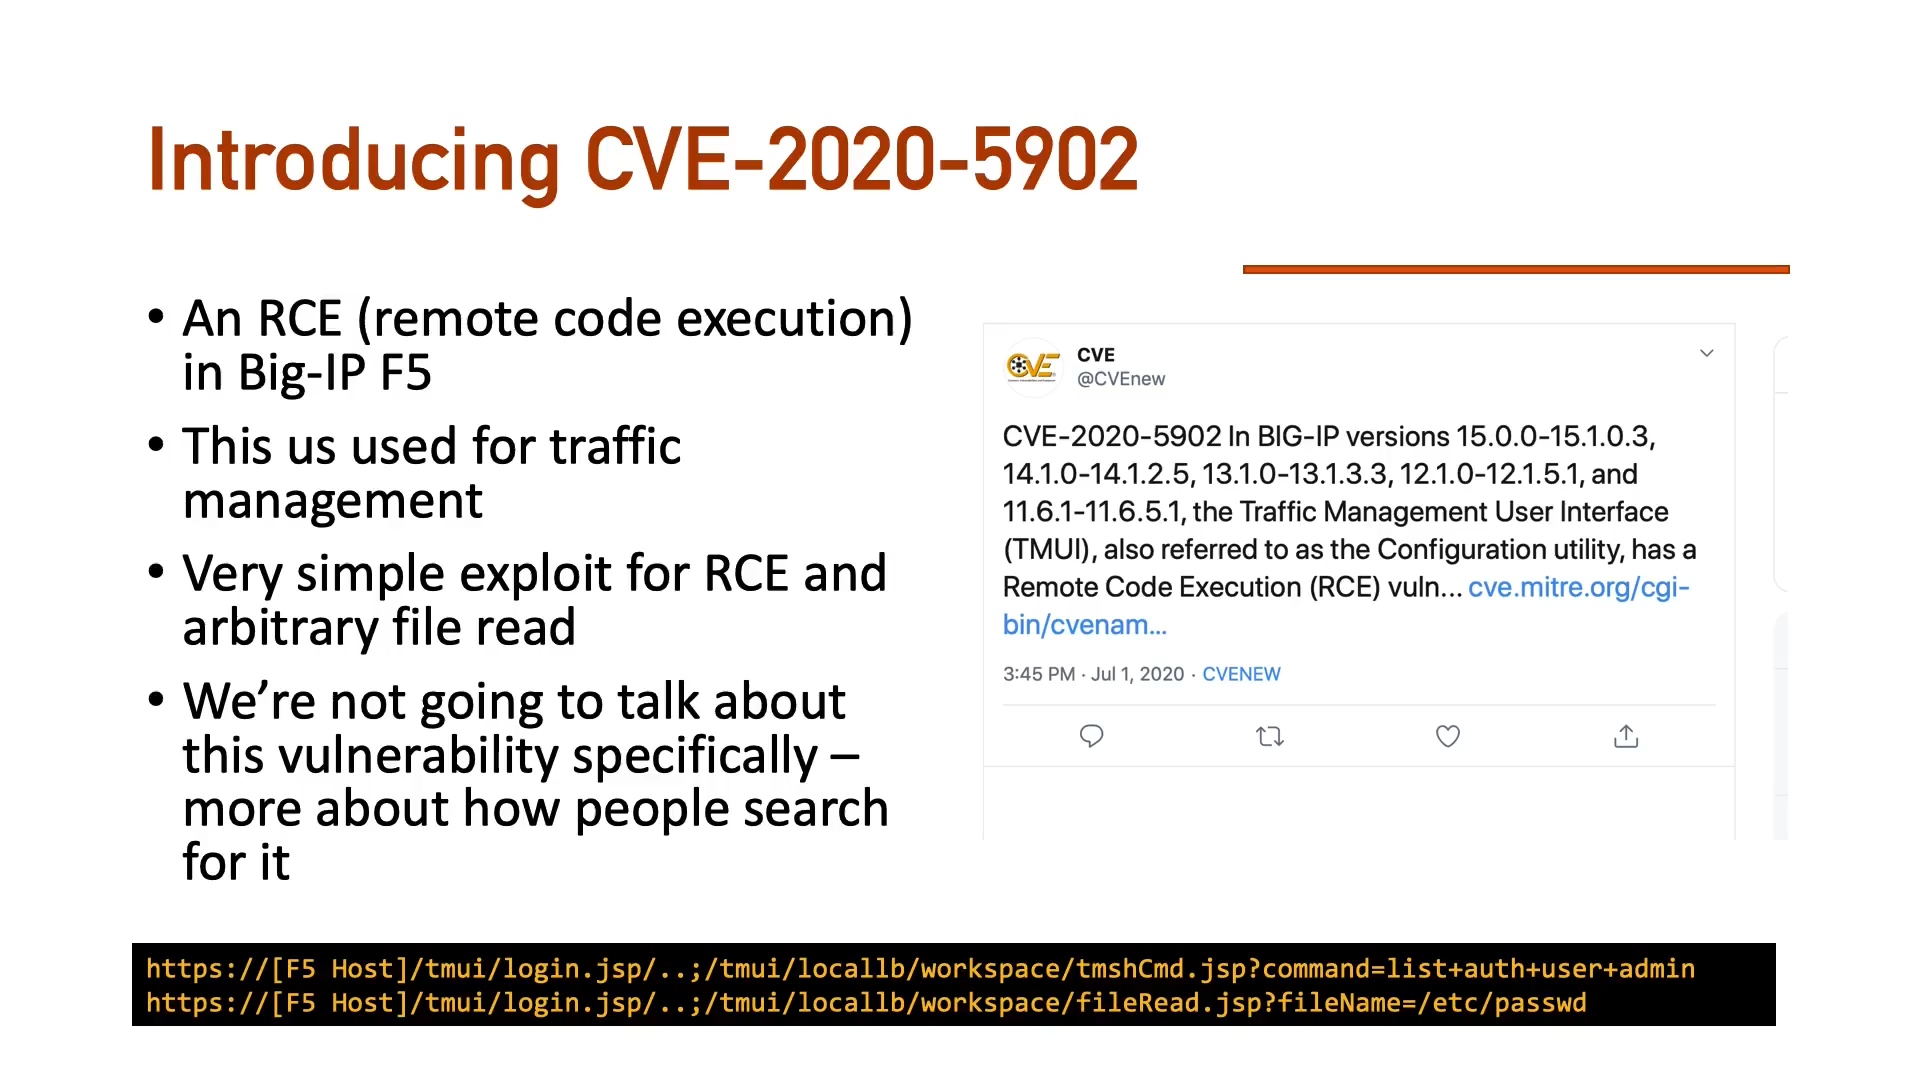 Introducing CVE-2020-5902
• An RCE (remote code execution)
in Big-IP F5
• This us used for traffic
management
• Very simple exploit for RCE and
arbitrary file read
• We’re not going to talk about
this vulnerability specifically –
more about how people search
for it
CVE
CVE
@CVEnew
CVE-2020-5902 In BIG-IP versions 15.0.0-15.1.0.3,
14.1.0-14.1.2.5, 13.1.0-13.1.3.3, 12.1.0-12.1.5.1, and
11.6.1-11.6.5.1, the Traffic Management User Interface
(TMUI), also referred to as the Configuration utility, has a
Remote Code Execution (RCE) vuln... cve.mitre.org/cgi-
bin/cvenam...
3:45 PM · Jul 1, 2020 · CVENEW
https://[F5 Host]/tmui/login.jsp/..;/tmui/locallb/workspace/tmshCmd.jsp?command=list+auth+user+admin
https://[F5 Host]/tmui/login.jsp/..;/tmui/locallb/workspace/fileRead.jsp?fileName=/etc/passwd